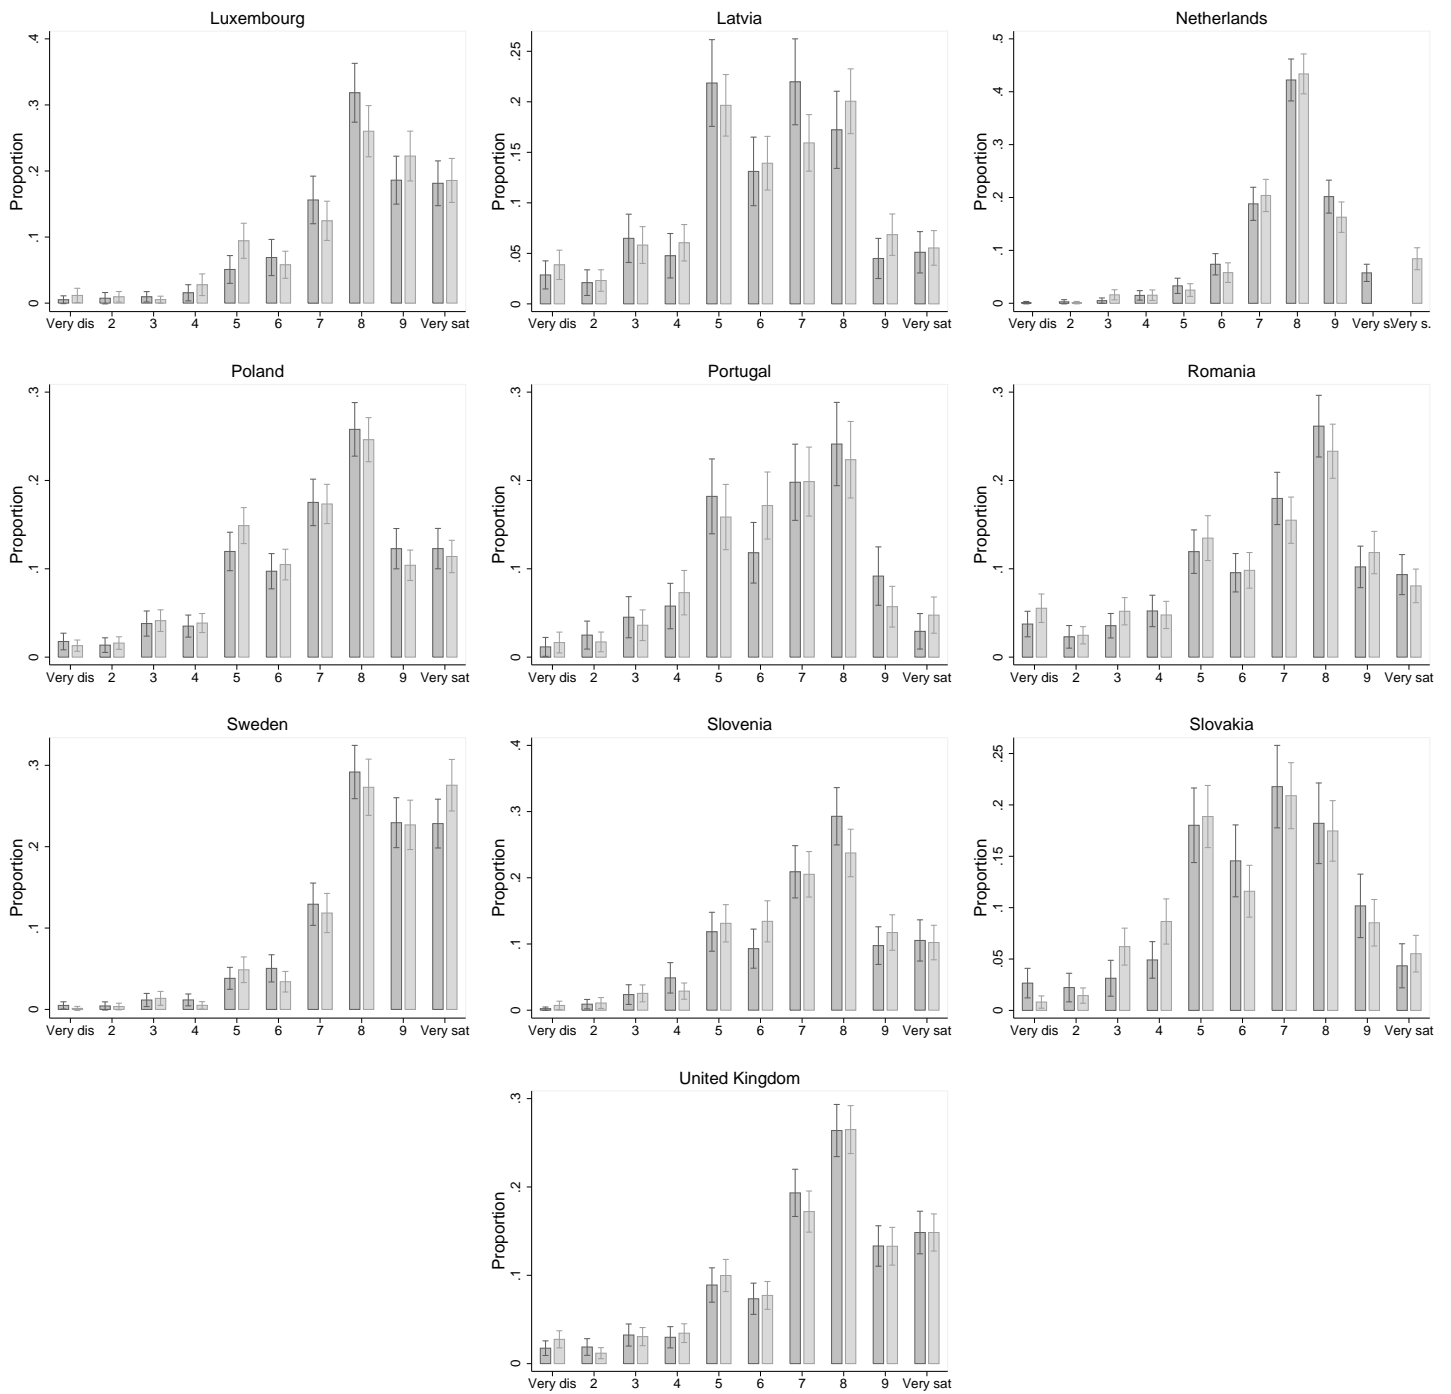 Luxembourg
Proportion
.4
.3
.2
.1
0
Very dis 2 3 4 5 6 7 8 9 Very sat
Latvia
Proportion
.25
.2
.15
.1
.05
0
Very dis 2 3 4 5 6 7 8 9 Very sat
Netherlands
Proportion
.5
.4
.3
.2
.1
0
Very dis 2 3 4 5 6 7 8 9 Very s. Very s.
Poland
Proportion
.3
.2
.1
0
Very dis 2 3 4 5 6 7 8 9 Very sat
Portugal
Proportion
.3
.2
.1
0
Very dis 2 3 4 5 6 7 8 9 Very sat
Romania
Proportion
.3
.2
.1
0
Very dis 2 3 4 5 6 7 8 9 Very sat
Sweden
Proportion
.3
.2
.1
0
Very dis 2 3 4 5 6 7 8 9 Very sat
Slovenia
Proportion
.4
.3
.2
.1
0
Very dis 2 3 4 5 6 7 8 9 Very sat
Slovakia
Proportion
.25
.2
.15
.1
.05
0
Very dis 2 3 4 5 6 7 8 9 Very sat
United Kingdom
Proportion
.3
.2
.1
0
Very dis 2 3 4 5 6 7 8 9 Very sat